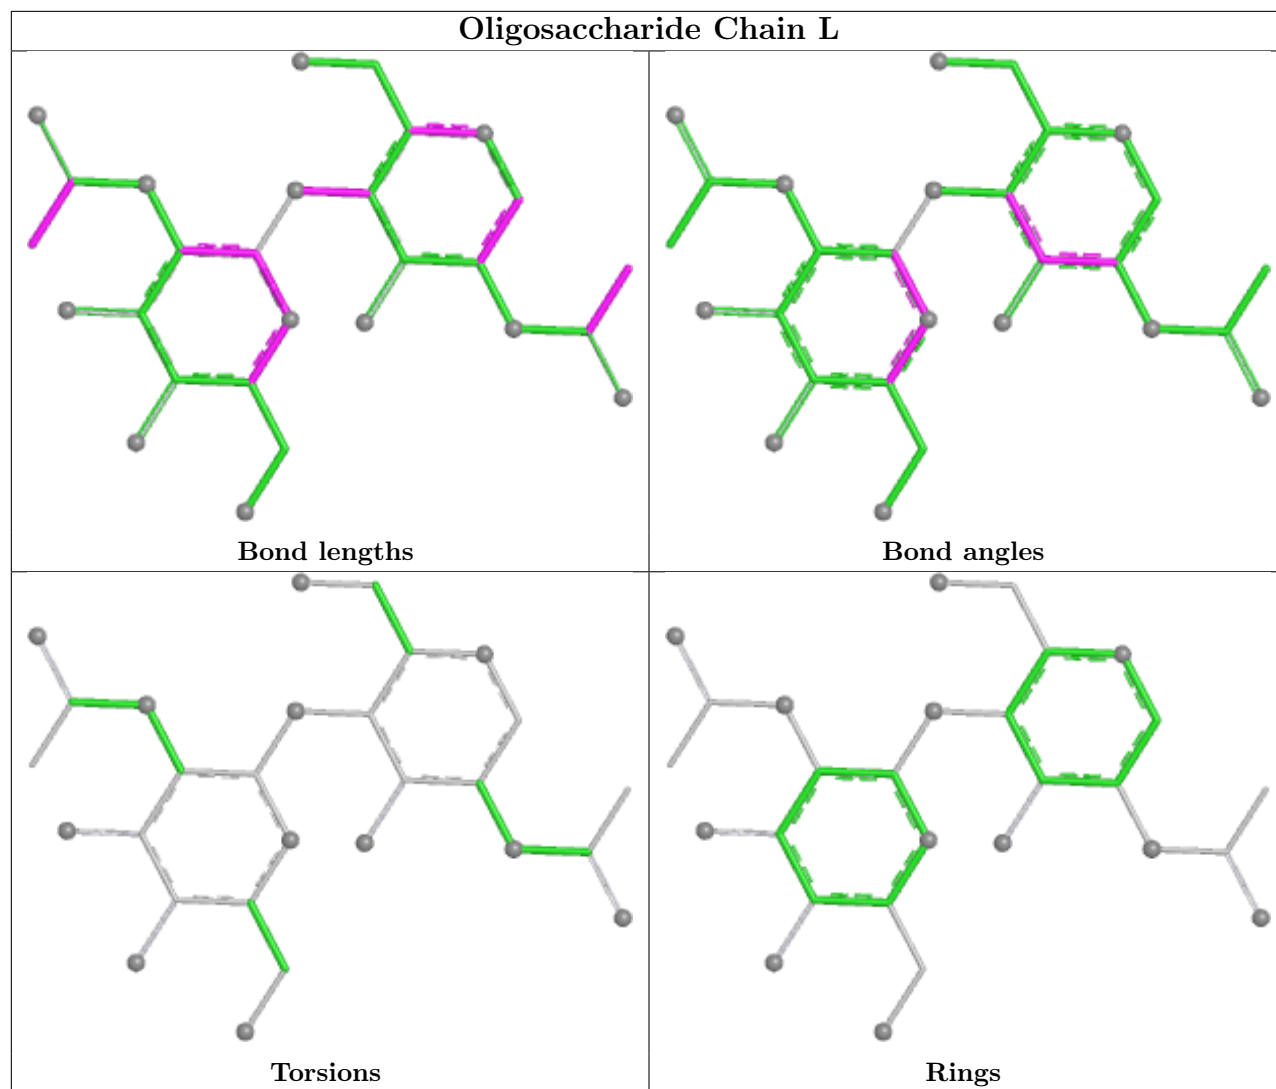 Oligosaccharide Chain L
Bond lengths
Bond angles
Torsions
Rings